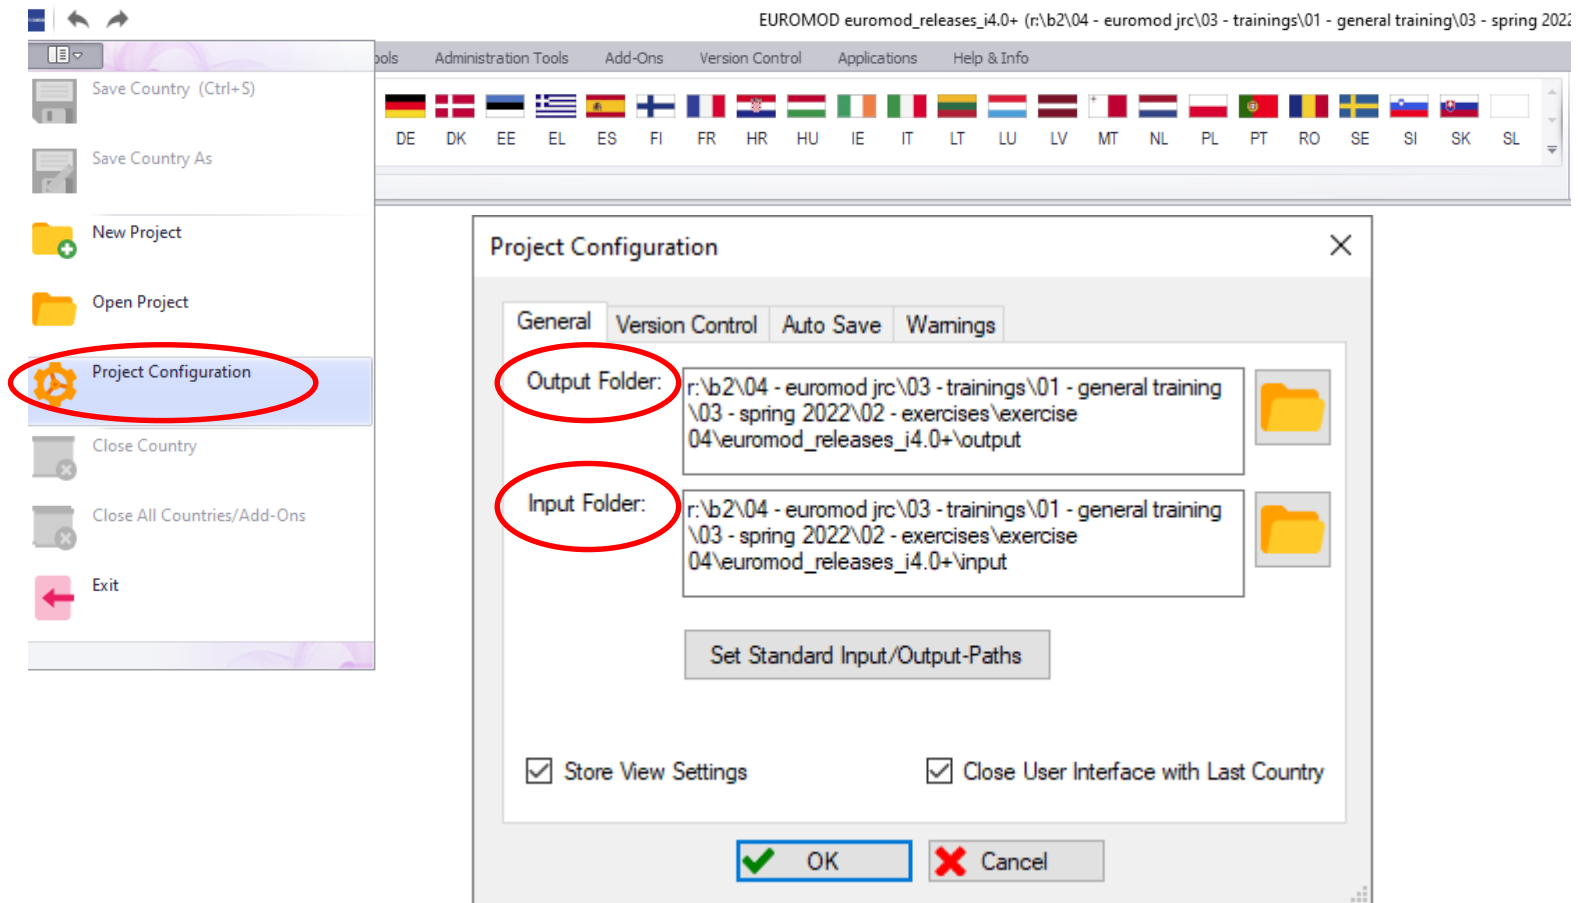 EUROMOD euromod_releases_i4.0+ (r:\b2\04 - euromod jrc\03 - trainings\01 - general training\03 - spring 2022
Administration Tools Add-Ons Version Control Applications Help & Info
Save Country (Ctrl+S)
Save Country As
New Project
Open Project
Project Configuration
Close Country
Close All Countries/Add-Ons
Exit
DE DK EE EL ES FI FR HR HU IE IT LT LU LV MT NL PL PT RO SE SI SK SL
Project Configuration
General Version Control Auto Save Warnings
Output Folder:
r:\b2\04 - euromod jrc\03 - trainings\01 - general training
\03 - spring 2022\02 - exercises\exercise
04\euromod_releases_i4.0+\output
Input Folder:
r:\b2\04 - euromod jrc\03 - trainings\01 - general training
\03 - spring 2022\02 - exercises\exercise
04\euromod_releases_i4.0+\input
Set Standard Input/Output-Paths
Store View Settings
Close User Interface with Last Country
OK
Cancel